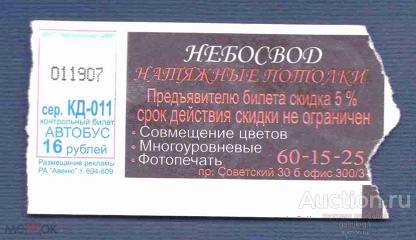 011907
сер. КД-011
контрольный билет
АВТОБУС
16 рублей
Размещение рекламы
РА "Авеню" т. 604-609
НЕБОСВОД
НАТЯЖНЫЕ ПОТОЛКИ
Предъявителю билета скидка 5 %
срок действия скидки не ограничен
- Совмещение цветов
- Многоуровневые
- Фотопечать
60-15-25
пр. Советский 30 б офис 300/3
Аукцион.ru